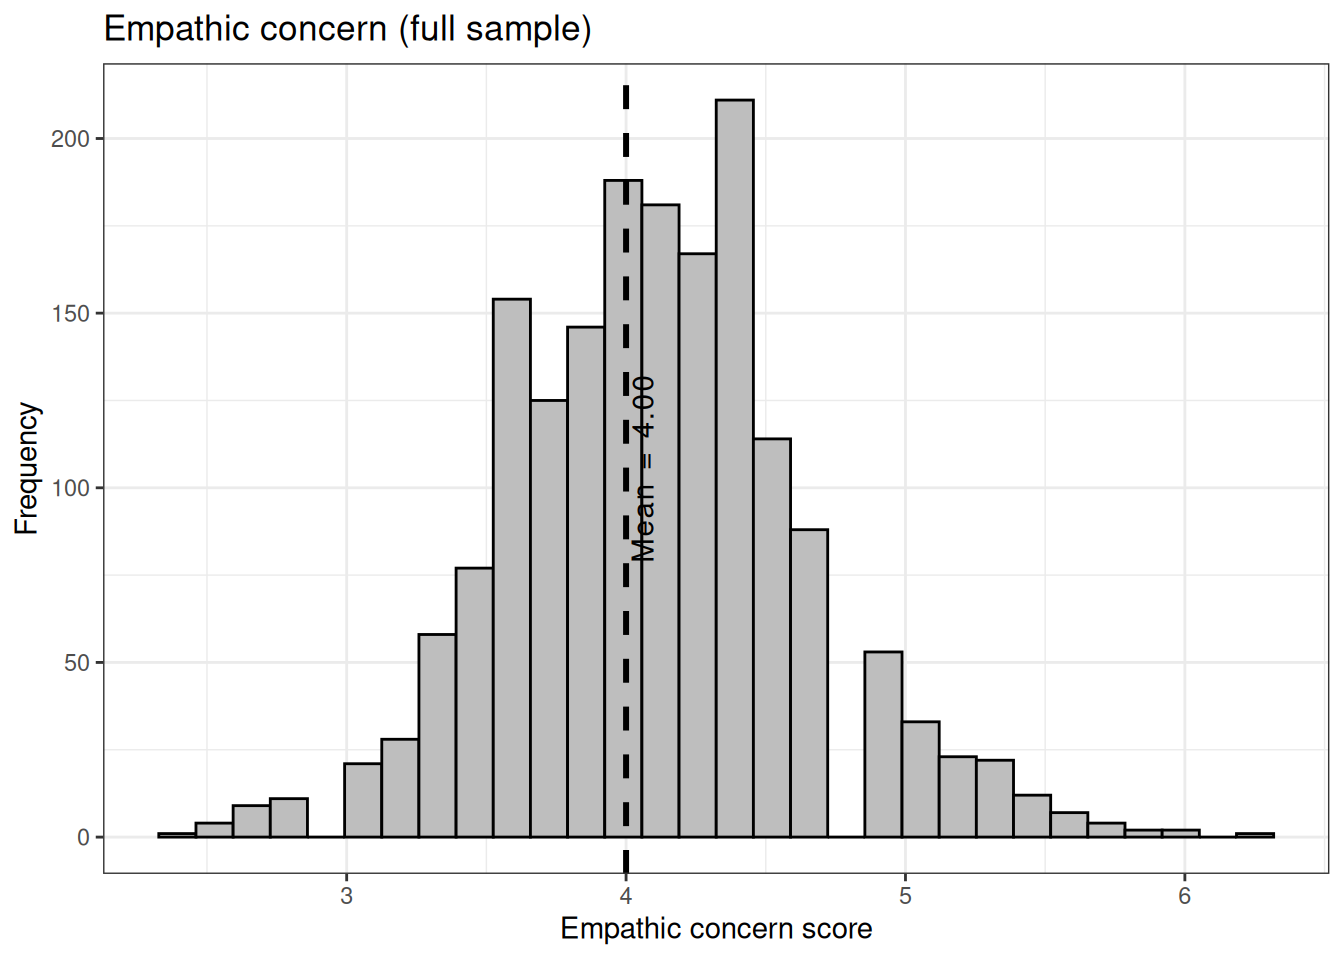 Empathic concern (full sample)
Frequency
200
150
100
50
0
Mean = 4.00
3
4
5
6
Empathic concern score